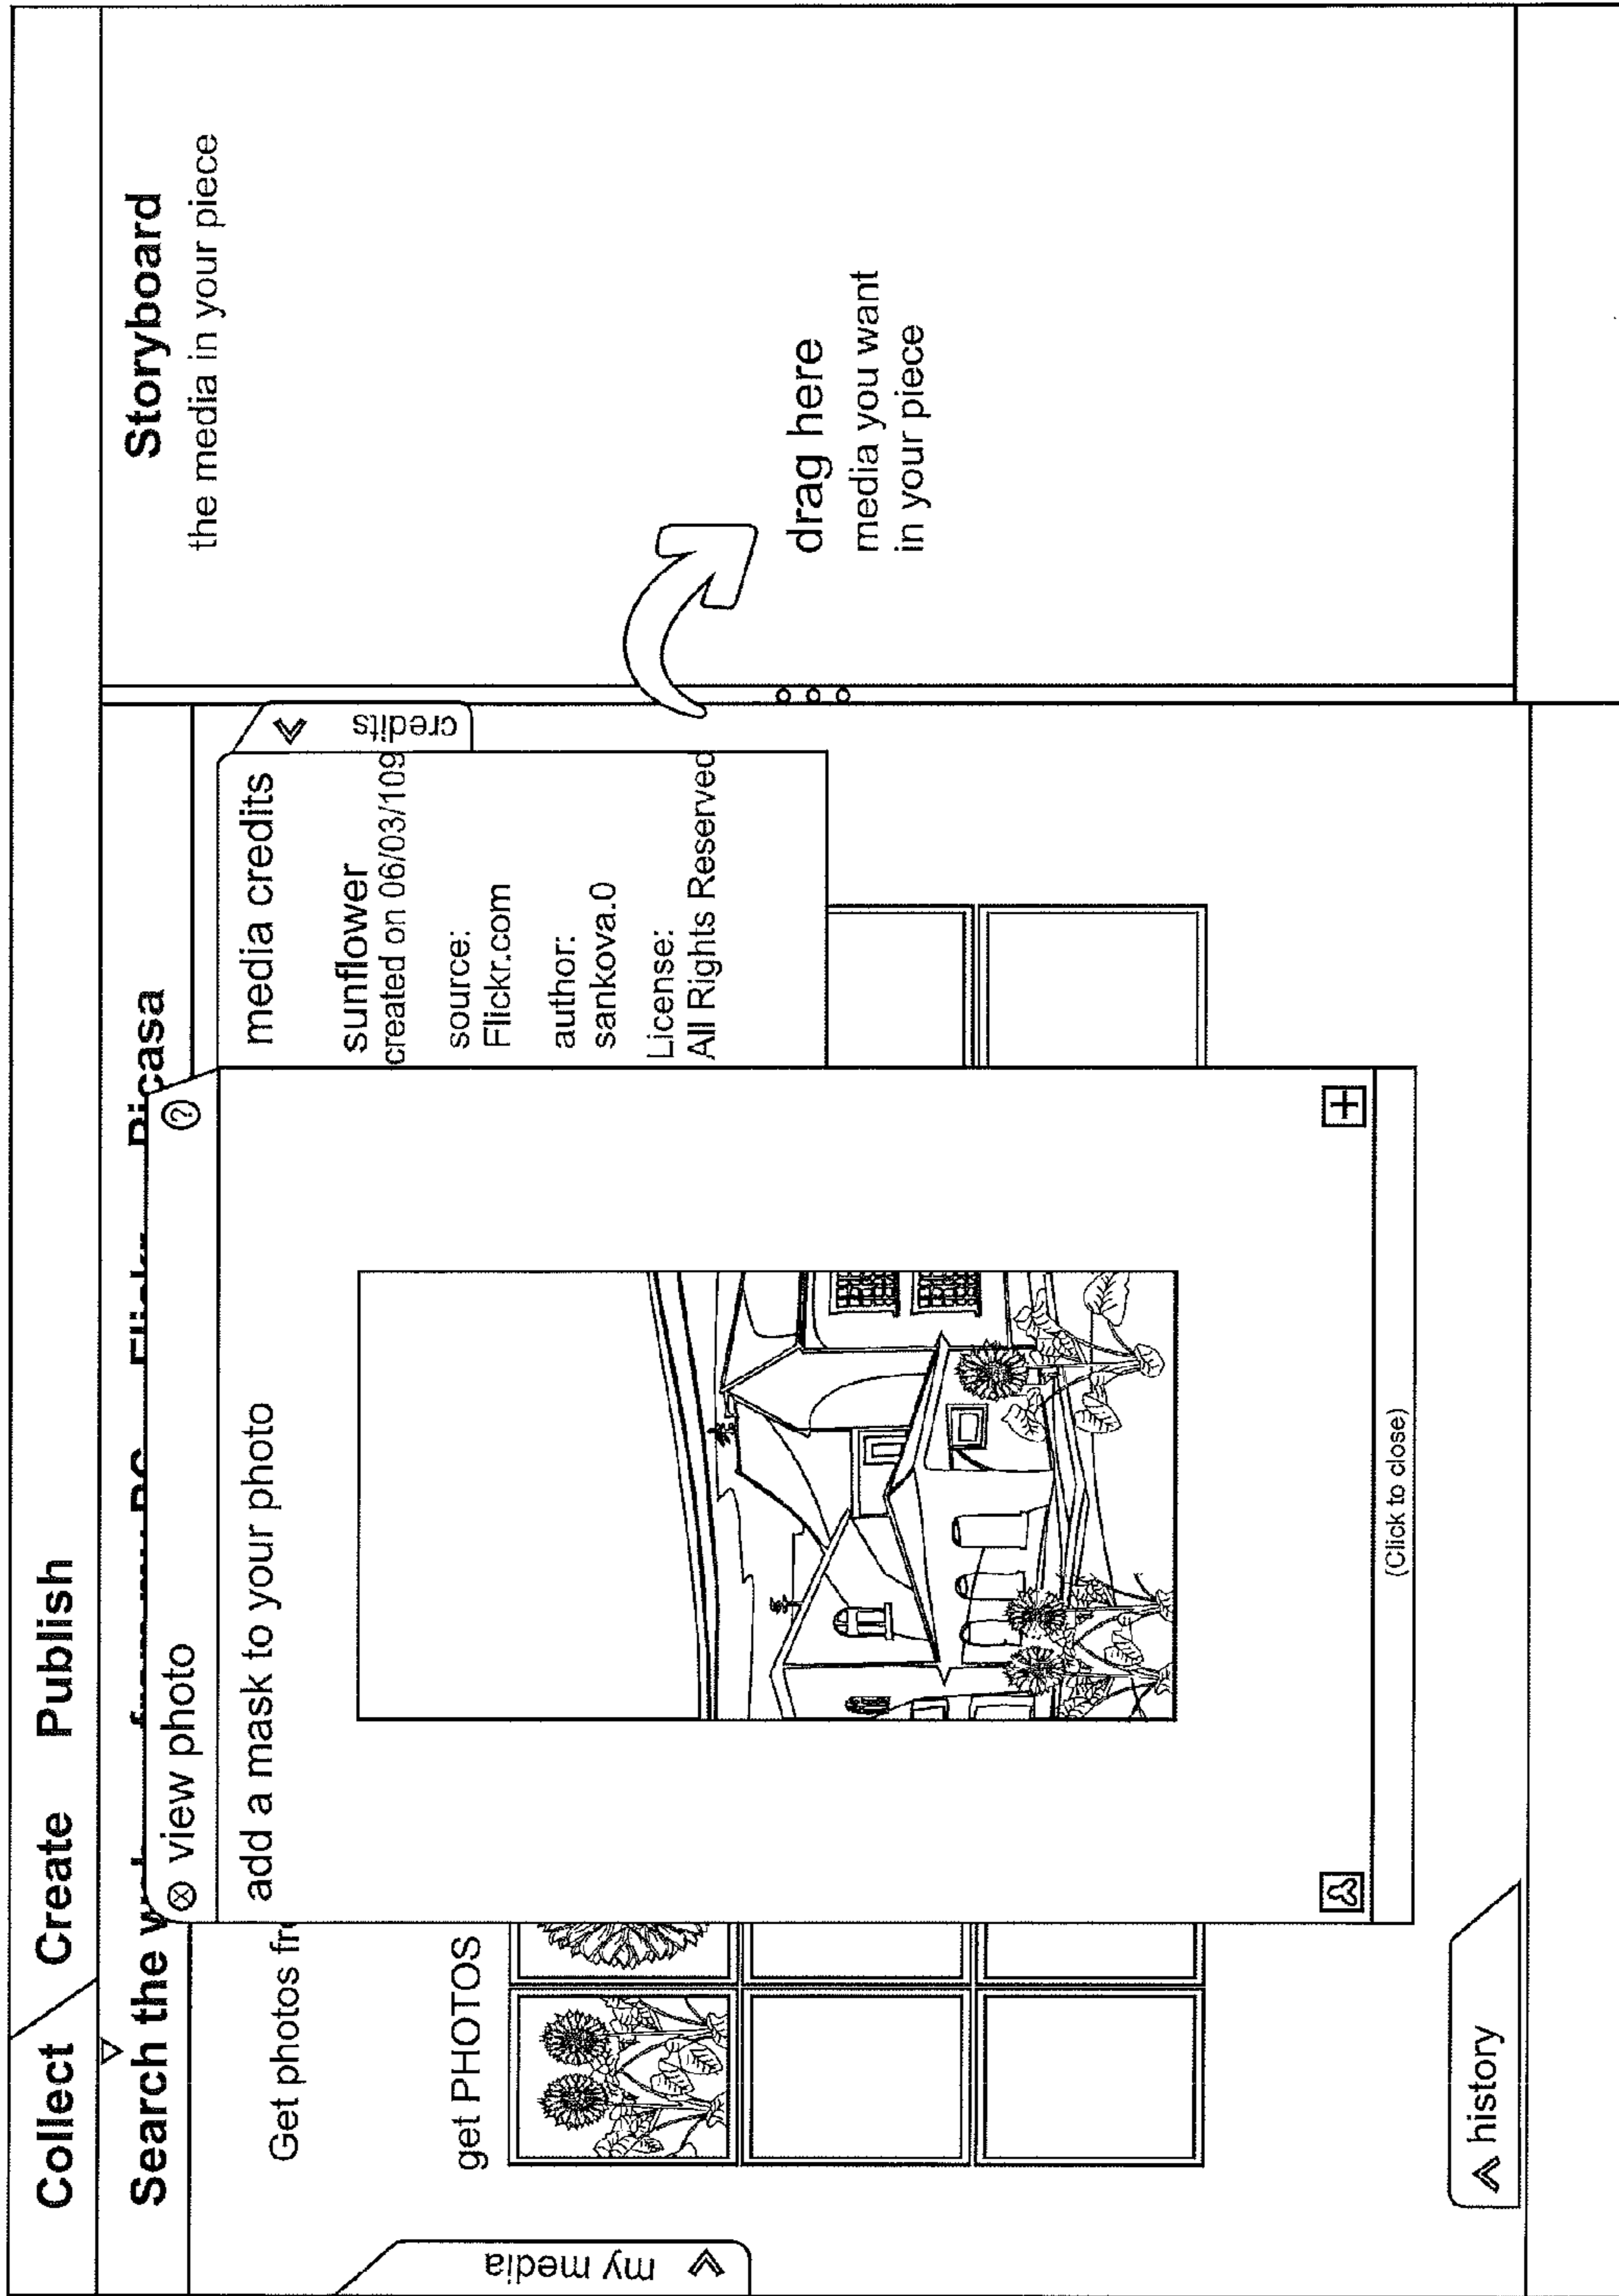 Collect Create Publish
Search the
Picasa
Storyboard
the media in your piece
view photo
?
add a mask to your photo
(Click to close)
Get photos
get PHOTOS
media credits
sunflower
created on 06/03/109
source:
Flickr.com
author:
sankova.0
License:
All Rights Reserved
credits
drag here
media you want
in your piece
my media
history